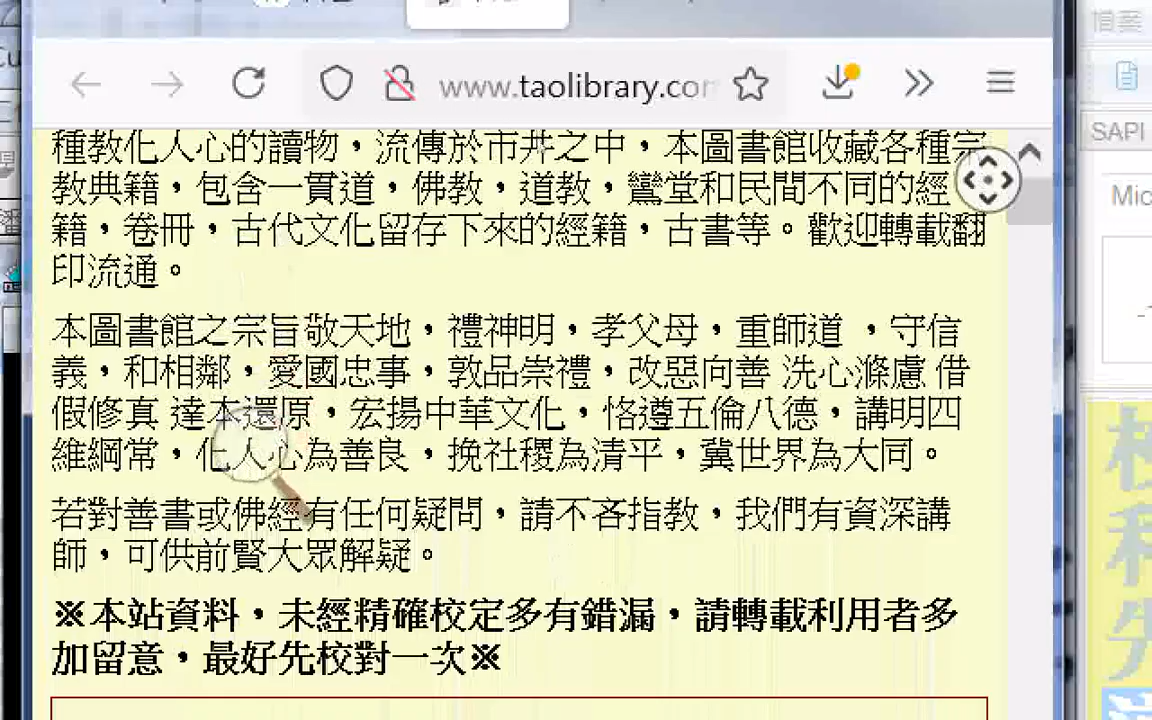 www.taolibrary.com
SAPI
Mic
種教化人心的讀物，流傳於市井之中，本圖書館收藏各種宗
教典籍，包含一貫道，佛教，道教，鸞堂和民間不同的經
籍，卷冊，古代文化留存下來的經籍，古書等。歡迎轉載翻
印流通。
本圖書館之宗旨敬天地，禮神明，孝父母，重師道 ，守信
義，和相鄰，愛國忠事，敦品崇禮，改惡向善 洗心滌慮 借
假修真 達本還原，宏揚中華文化，恪遵五倫八德，講明四
維綱常，化人心為善良，挽社稷為清平，冀世界為大同。
若對善書或佛經有任何疑問，請不吝指教，我們有資深講
師，可供前賢大眾解疑。
※本站資料，未經精確校定多有錯漏，請轉載利用者多
加留意，最好先校對一次※